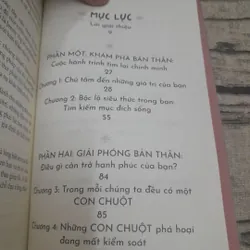 MỤC LỤC
Lời giới thiệu
9
PHẦN MỘT: KHÁM PHÁ BẢN THÂN:
Cuộc hành trình tìm lại chính mình
27
Chương 1: Chú tâm đến những giá trị của bạn
28
Chương 2: Bộc lộ siêu thức trong bạn
Tìm kiếm mục đích sống
55
PHẦN HAI: GIẢI PHÓNG BẢN THÂN:
Điều gì cản trở hạnh phúc của bạn?
84
Chương 3: Trong mỗi chúng ta đều có một
CON CHUỘT
85
Chương 4: Những CON CHUỘT phá hoại
đang mất kiểm soát